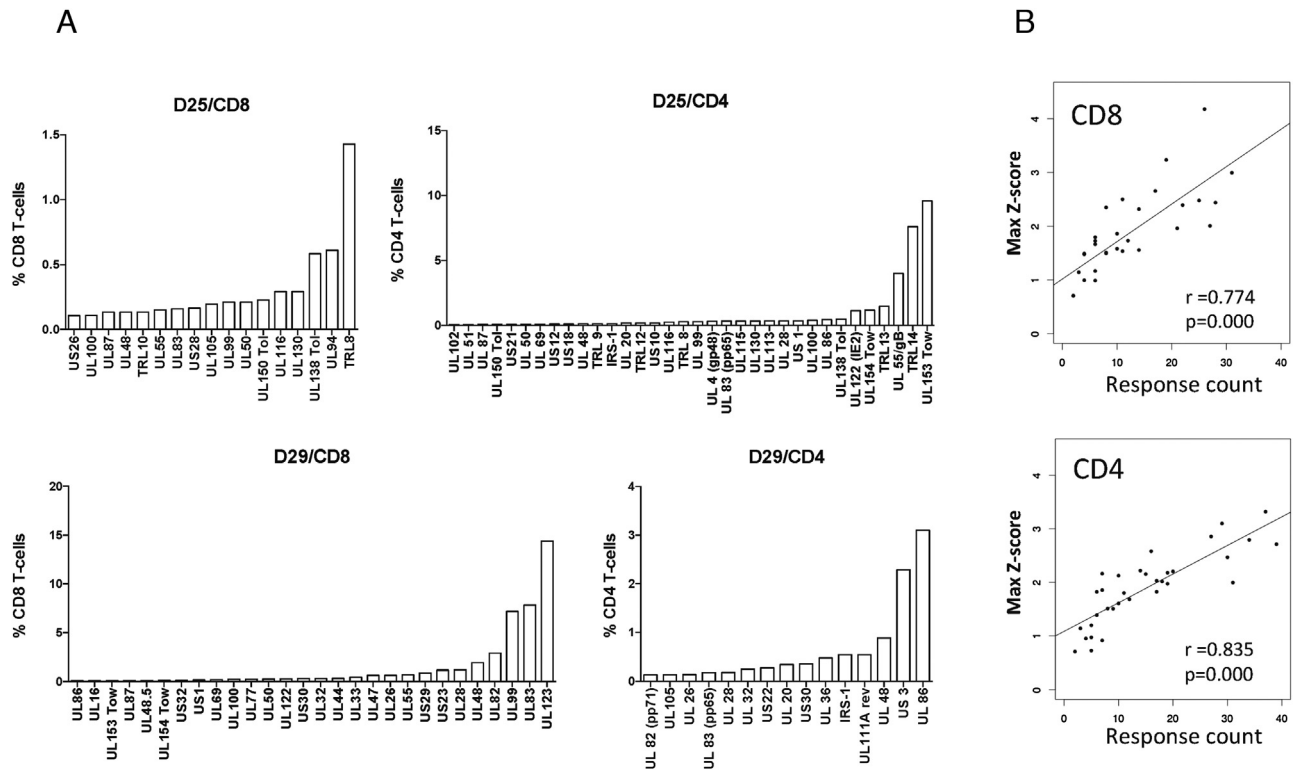 A
B
D25/CD8
% CD8 T-cells
1.5
1.0
0.5
0.0
US26
UL100
UL87
UL48
TRL10
UL55
UL83
US28
UL105
UL99
UL50
UL150 Tol
UL116
UL130
UL138 Tol
UL94
TRL8
D25/CD4
% CD4 T-cells
15
10
5
0
UL102
UL 51
UL 87
UL150 Tol
US21
UL 50
UL 69
US12
US18
UL 48
TRL 9
IRS-1
UL 20
TRL12
US10
UL116
TRL 8
UL 99
UL 4 (gp48)
UL 83 (pp65)
UL115
UL130
UL113
UL 28
US 1
UL100
UL 86
UL138 Tol
UL122 (IE2)
UL154 Tow
TRL13
UL 55/gB
TRL14
UL153 Tow
CD8
Max Z-score
4
3
2
1
0
r =0.774
p=0.000
0 10 20 30 40
Response count
D29/CD8
% CD8 T-cells
20
15
10
5
0
UL86
UL16
UL153 Tow
UL87
UL48.5
UL154 Tow
US32
US1
UL69
UL100
UL77
UL50
UL122
US30
UL32
UL44
UL33
UL47
UL26
UL55
US29
US23
UL28
UL48
UL82
UL99
UL83
UL123
D29/CD4
% CD4 T-cells
4
3
2
1
0
UL 82 (pp71)
UL105
UL 26
UL 83 (pp65)
UL 28
UL 32
US22
UL 20
US30
UL 36
IRS-1
UL111A rev
UL 48
US 3
UL 86
CD4
Max Z-score
4
3
2
1
0
r =0.835
p=0.000
0 10 20 30 40
Response count